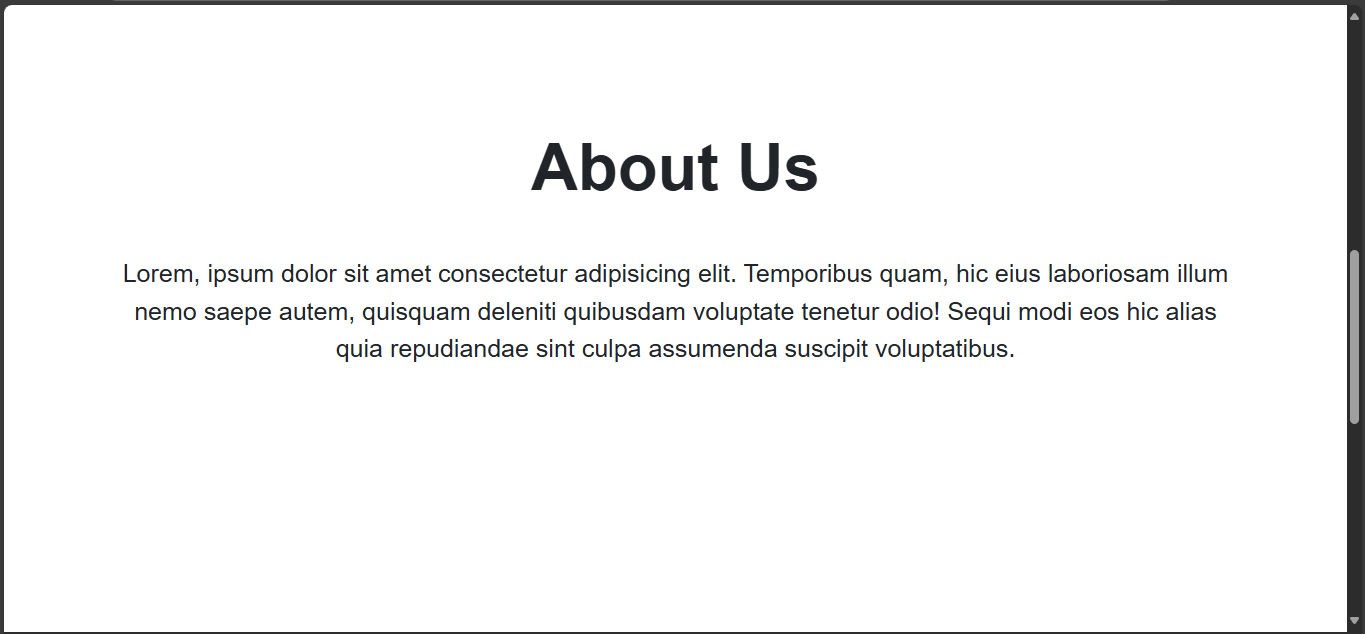 About Us
Lorem, ipsum dolor sit amet consectetur adipisicing elit. Temporibus quam, hic eius laboriosam illum
nemo saepe autem, quisquam deleniti quibusdam voluptate tenetur odio! Sequi modi eos hic alias
quia repudiandae sint culpa assumenda suscipit voluptatibus.